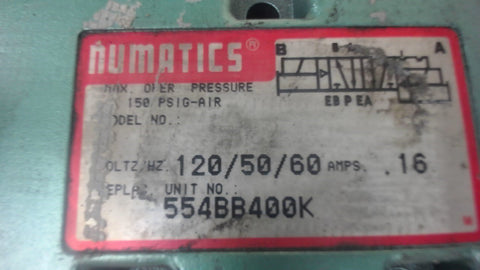 NUMATICS®
MAX. OPER PRESSURE
150 PSIG-AIR
MODEL NO.:
VOLTZ/HZ. 120/50/60 AMPS. .16
REPLAC. UNIT NO.:
554BB400K
B B A A
EB P EA